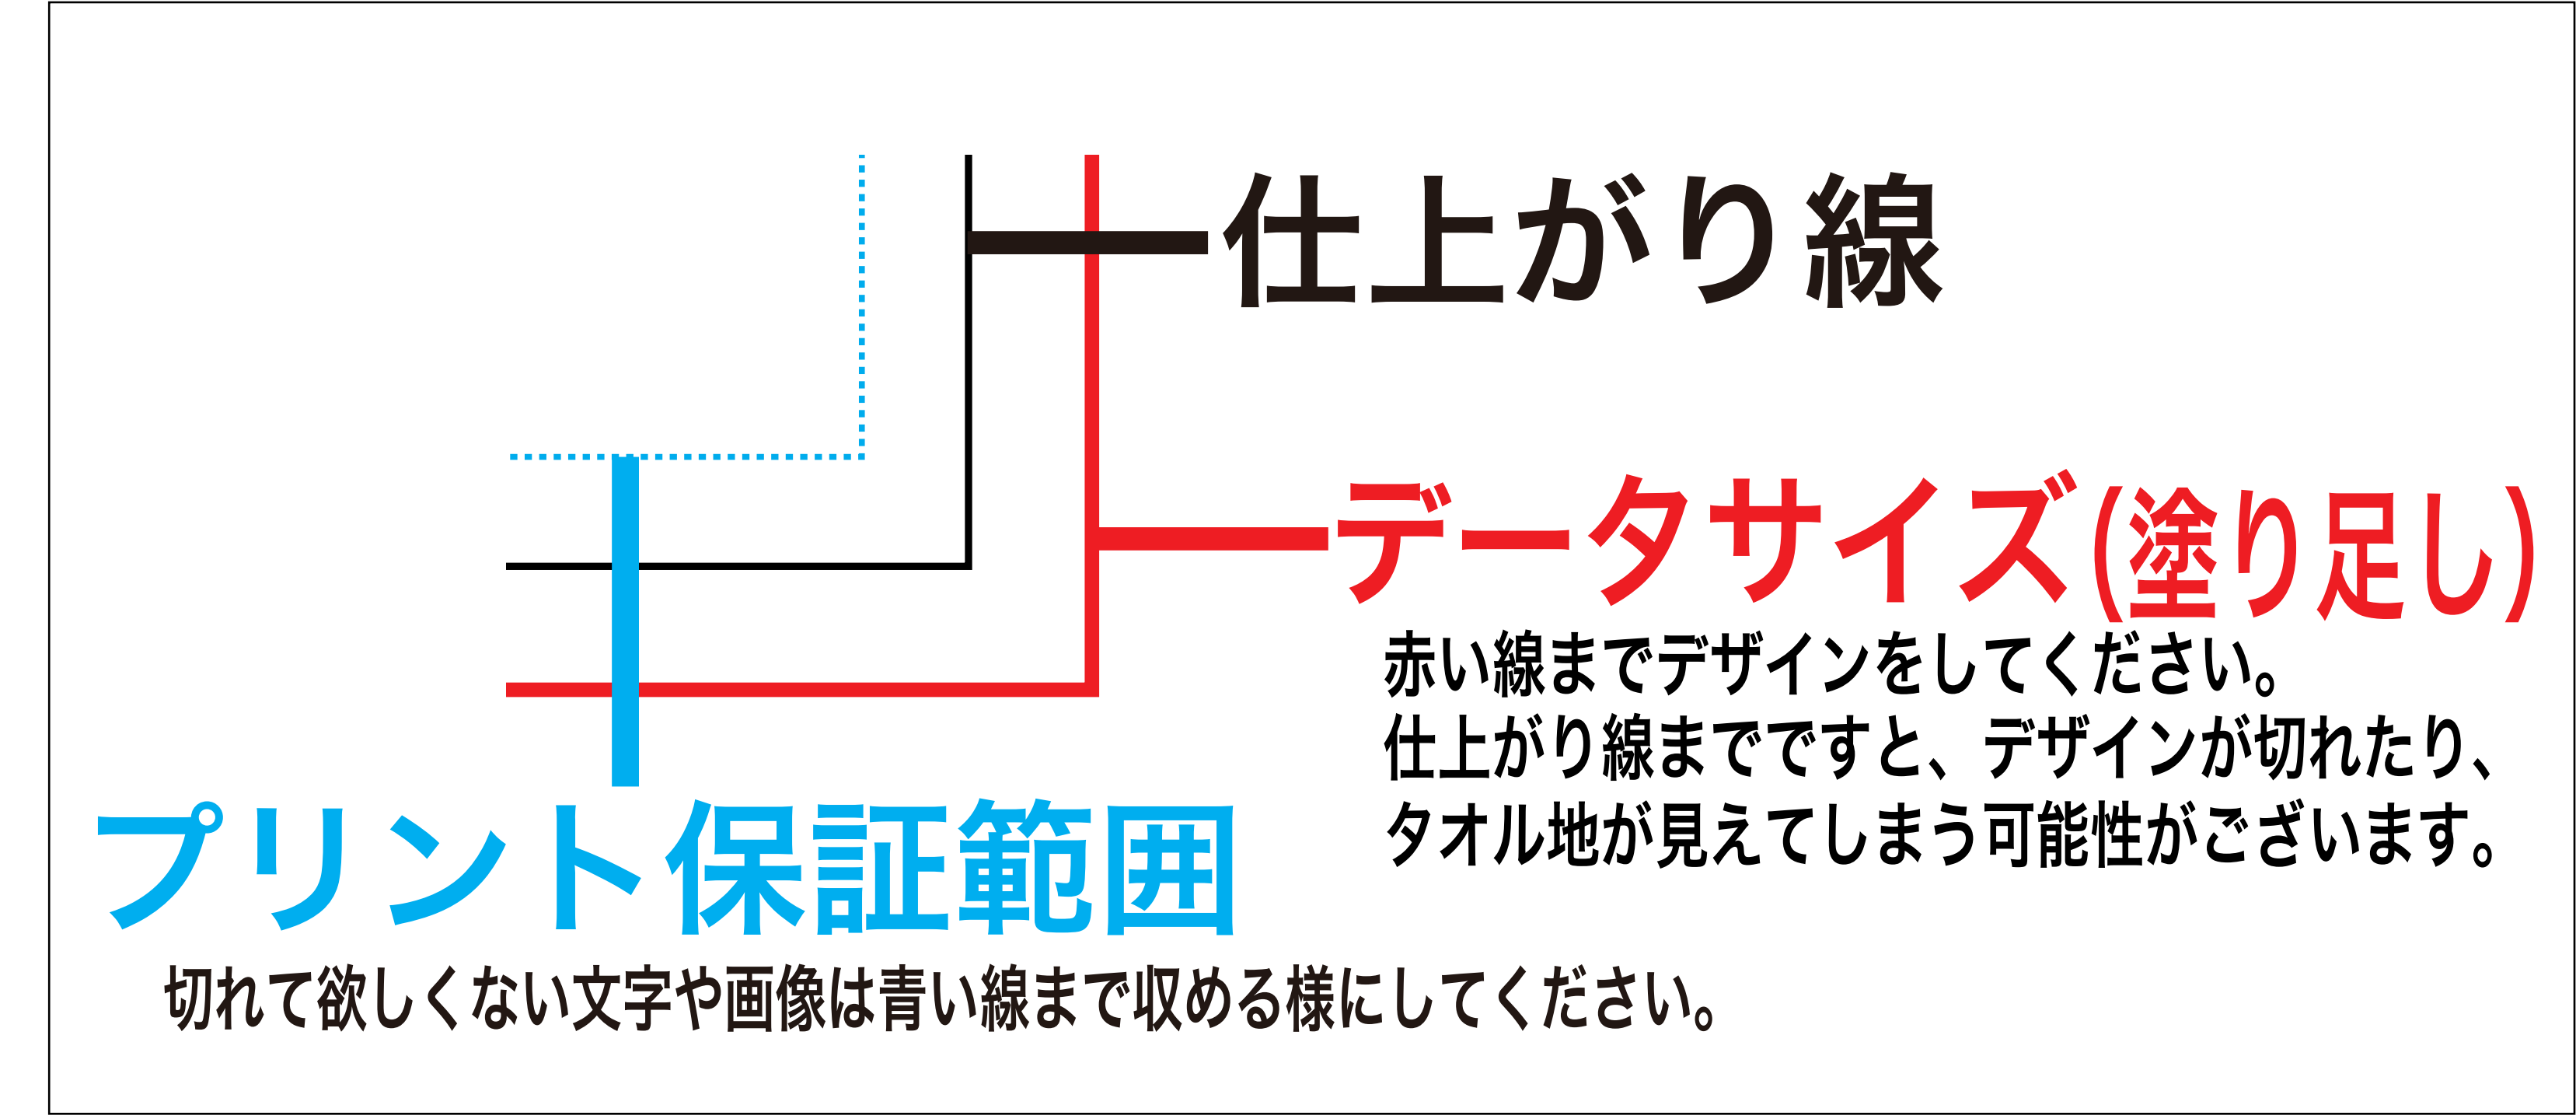 仕上がり線
データサイズ(塗り足し)
赤い線までデザインをしてください。
仕上がり線までですと、デザインが切れたり、
タオル地が見えてしまう可能性がございます。
プリント保証範囲
切れて欲しくない文字や画像は青い線まで収める様にしてください。